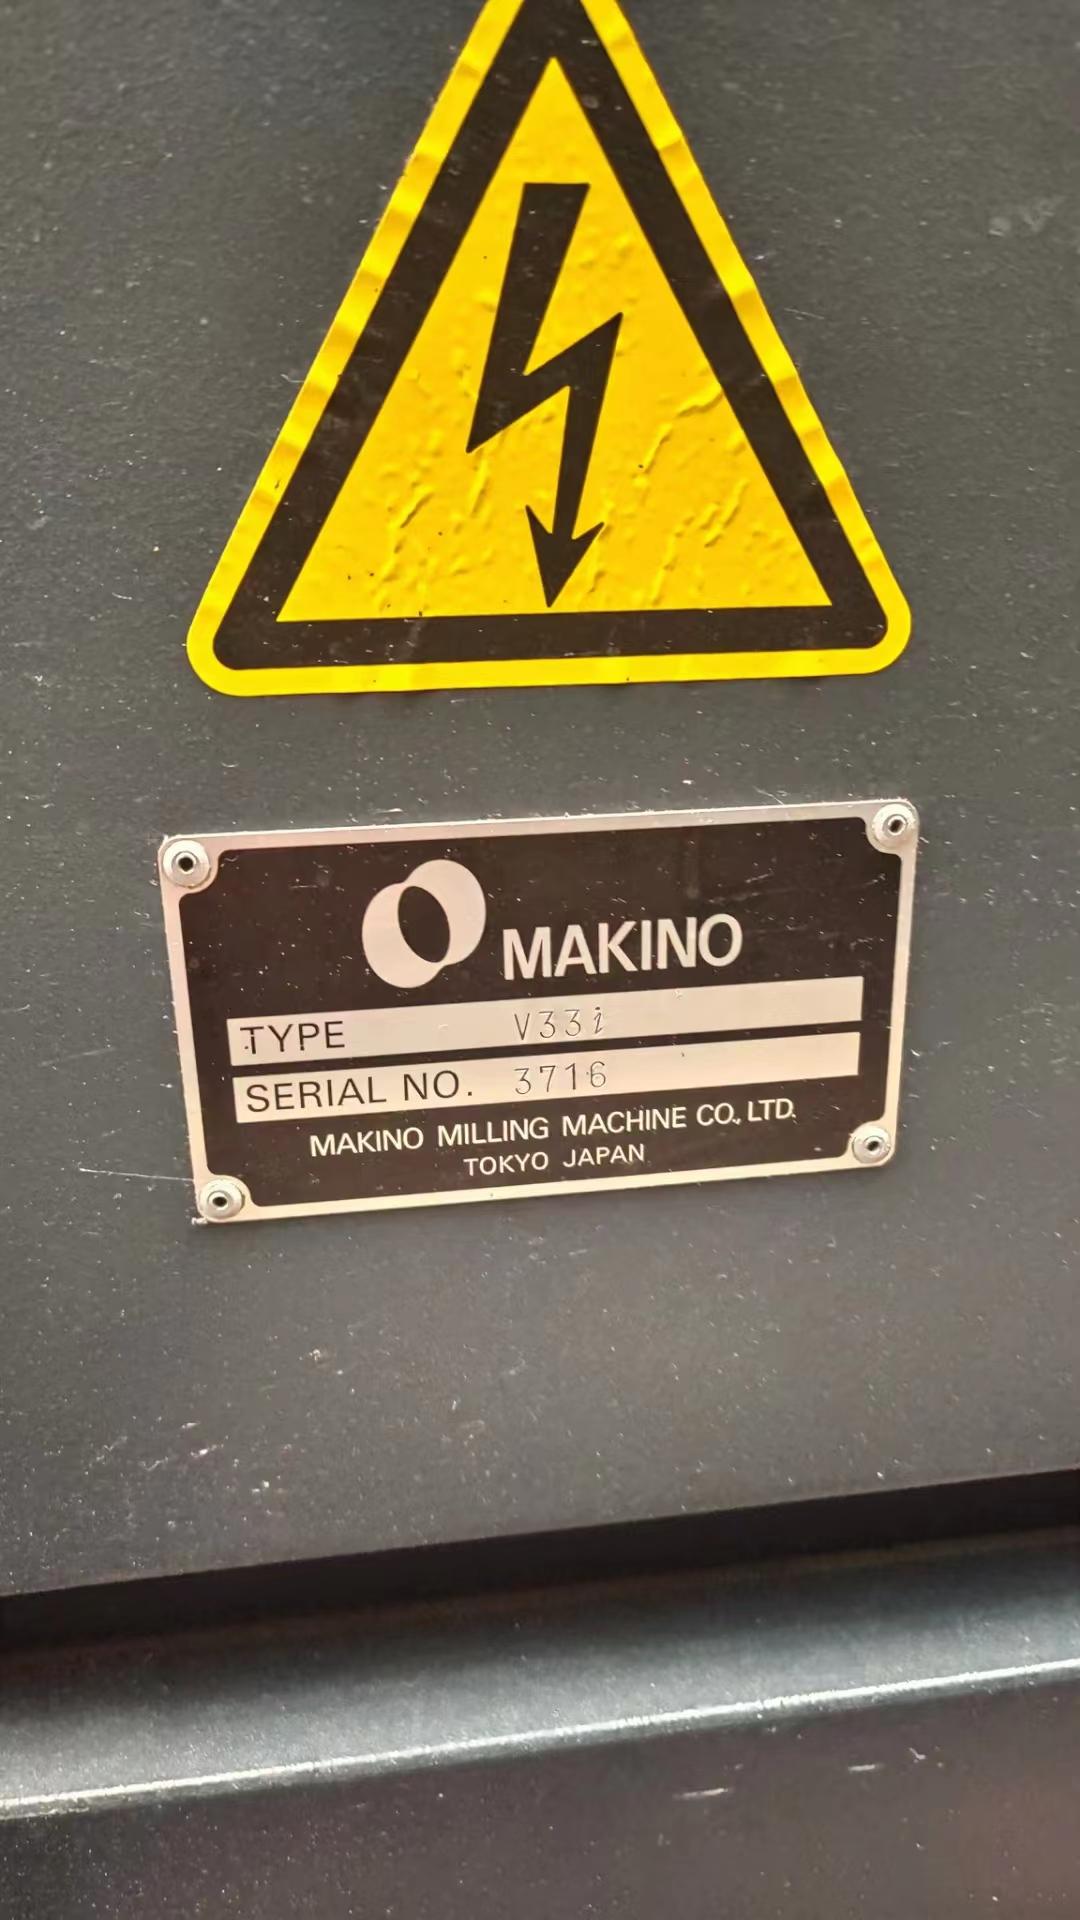 MAKINO
TYPE V33i
SERIAL NO. 3716
MAKINO MILLING MACHINE CO., LTD.
TOKYO JAPAN